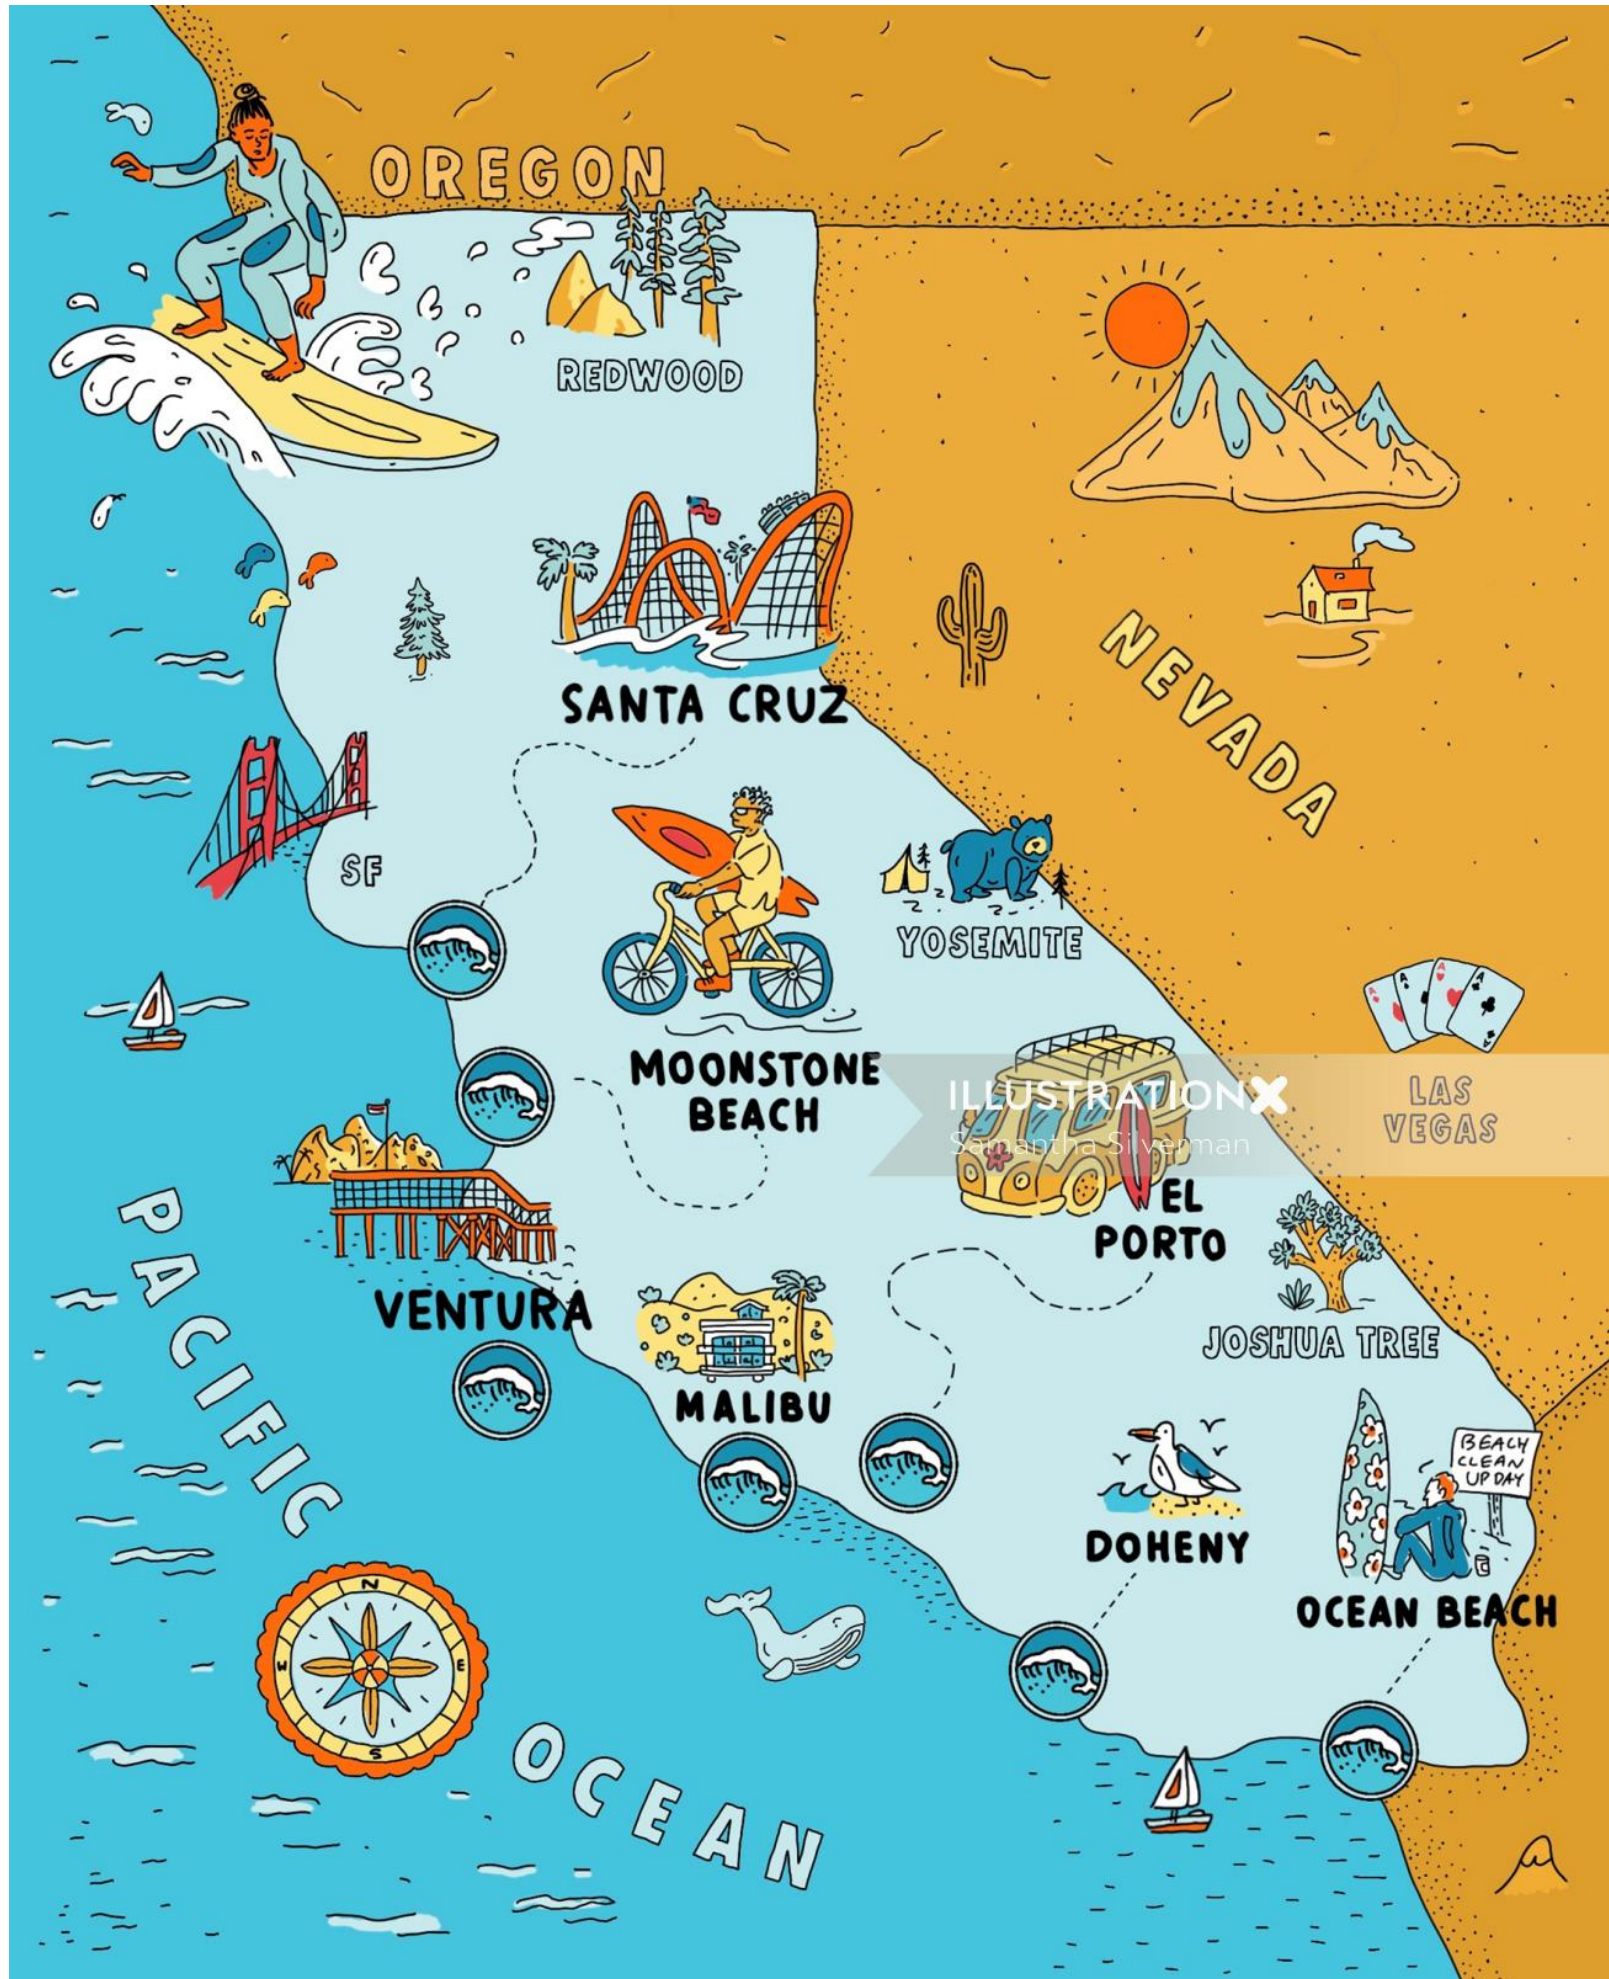 OREGON
REDWOOD
SANTA CRUZ
NEVADA
SF
YOSEMITE
MOONSTONE
BEACH
A A A A
LAS
VEGAS
ILLUSTRATIONX
Samantha Silverman
EL
PORTO
VENTURA
MALIBU
JOSHUA TREE
BEACH
CLEAN
UP DAY
DOHENY
OCEAN BEACH
PACIFIC
OCEAN
N
W
E
S